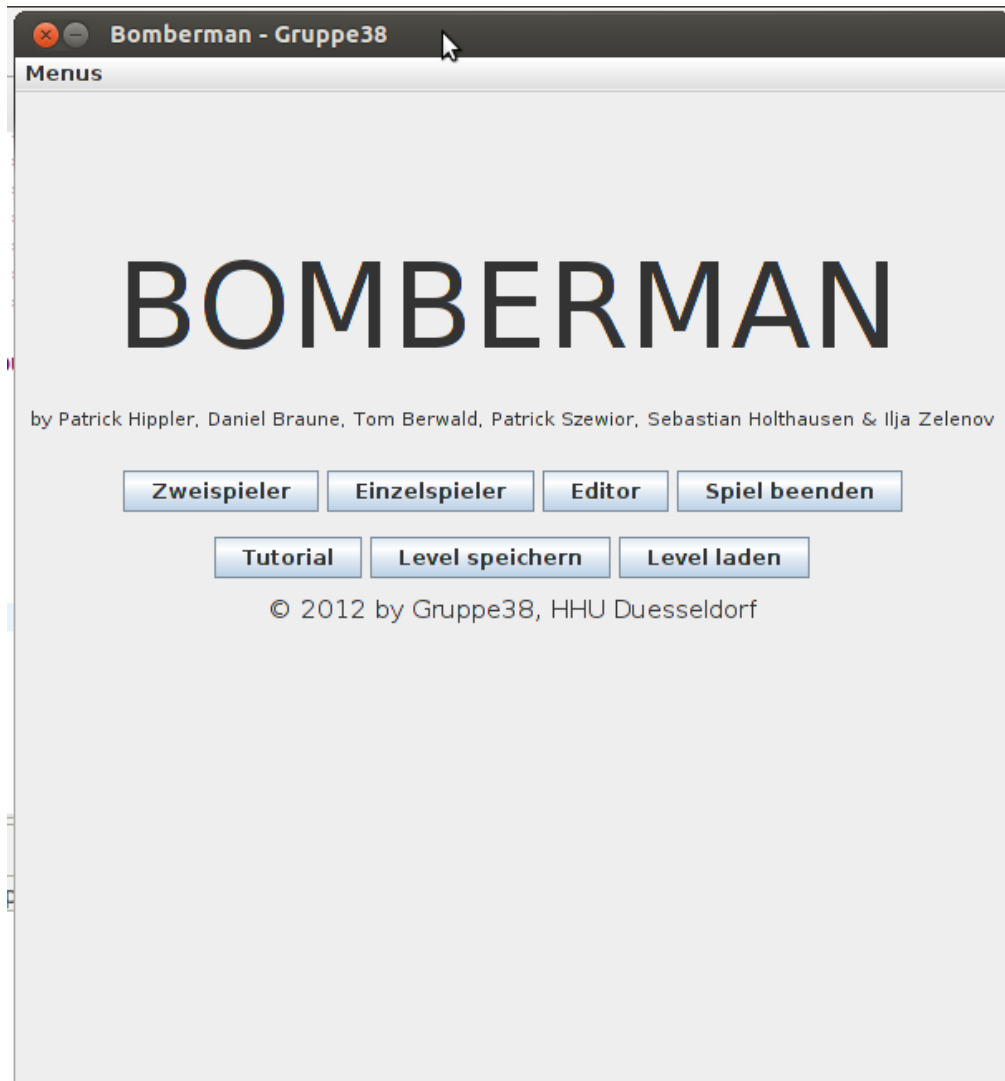 Bomberman - Gruppe38
Menus
BOMBERMAN
by Patrick Hippler, Daniel Braune, Tom Berwald, Patrick Szewior, Sebastian Holthausen & Ilja Zelenov
Zweispieler Einzelspieler Editor Spiel beenden
Tutorial Level speichern Level laden
© 2012 by Gruppe38, HHU Duesseldorf